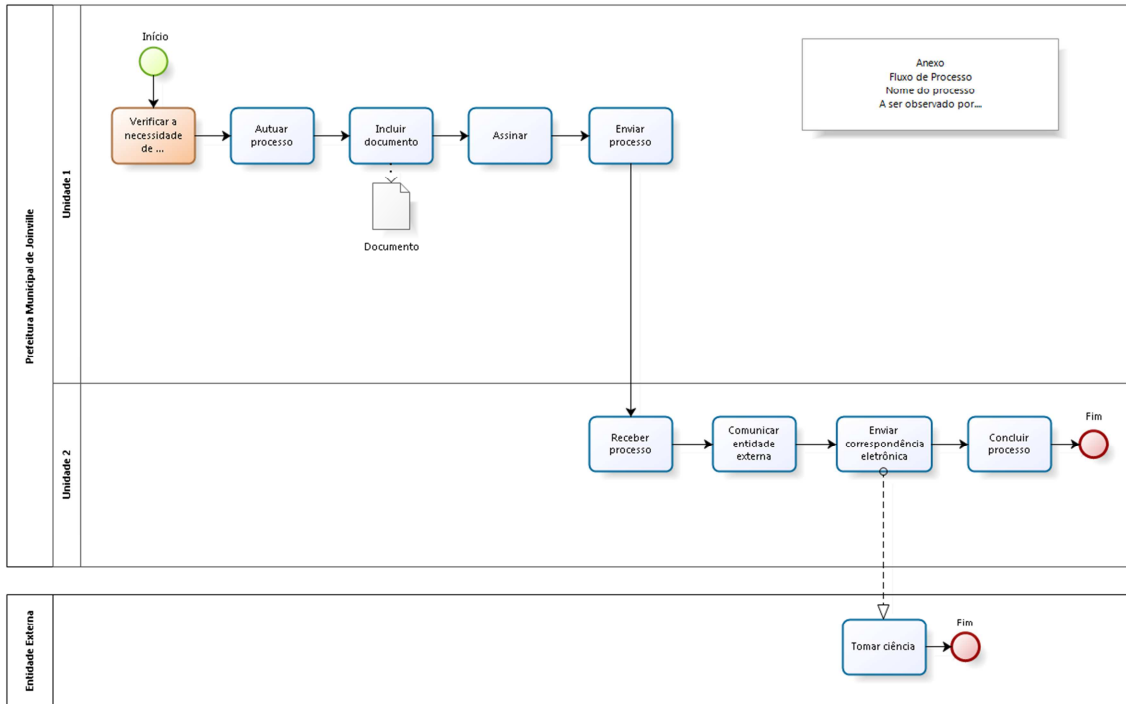 Prefeitura Municipal de Joinville
Unidade 1
Início
Verificar a
necessidade
de ...
Autuar
processo
Incluir
documento
Assinar
Enviar
processo
Documento
Anexo
Fluxo de Processo
Nome do processo
A ser observado por...
Unidade 2
Receber
processo
Comunicar
entidade
externa
Enviar
correspondência
eletrônica
Concluir
processo
Fim
Entidade Externa
Tomar ciência
Fim